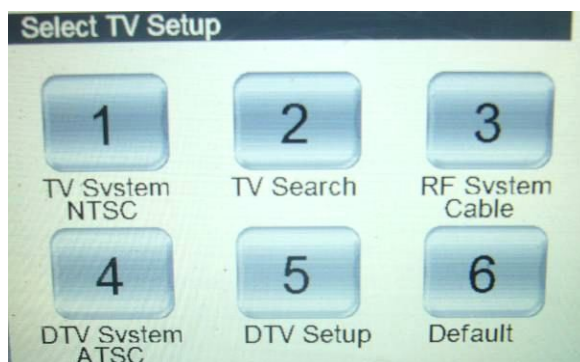 Select TV Setup
1
2
3
TV System
NTSC
TV Search
RF System
Cable
4
5
6
DTV System
ATSC
DTV Setup
Default